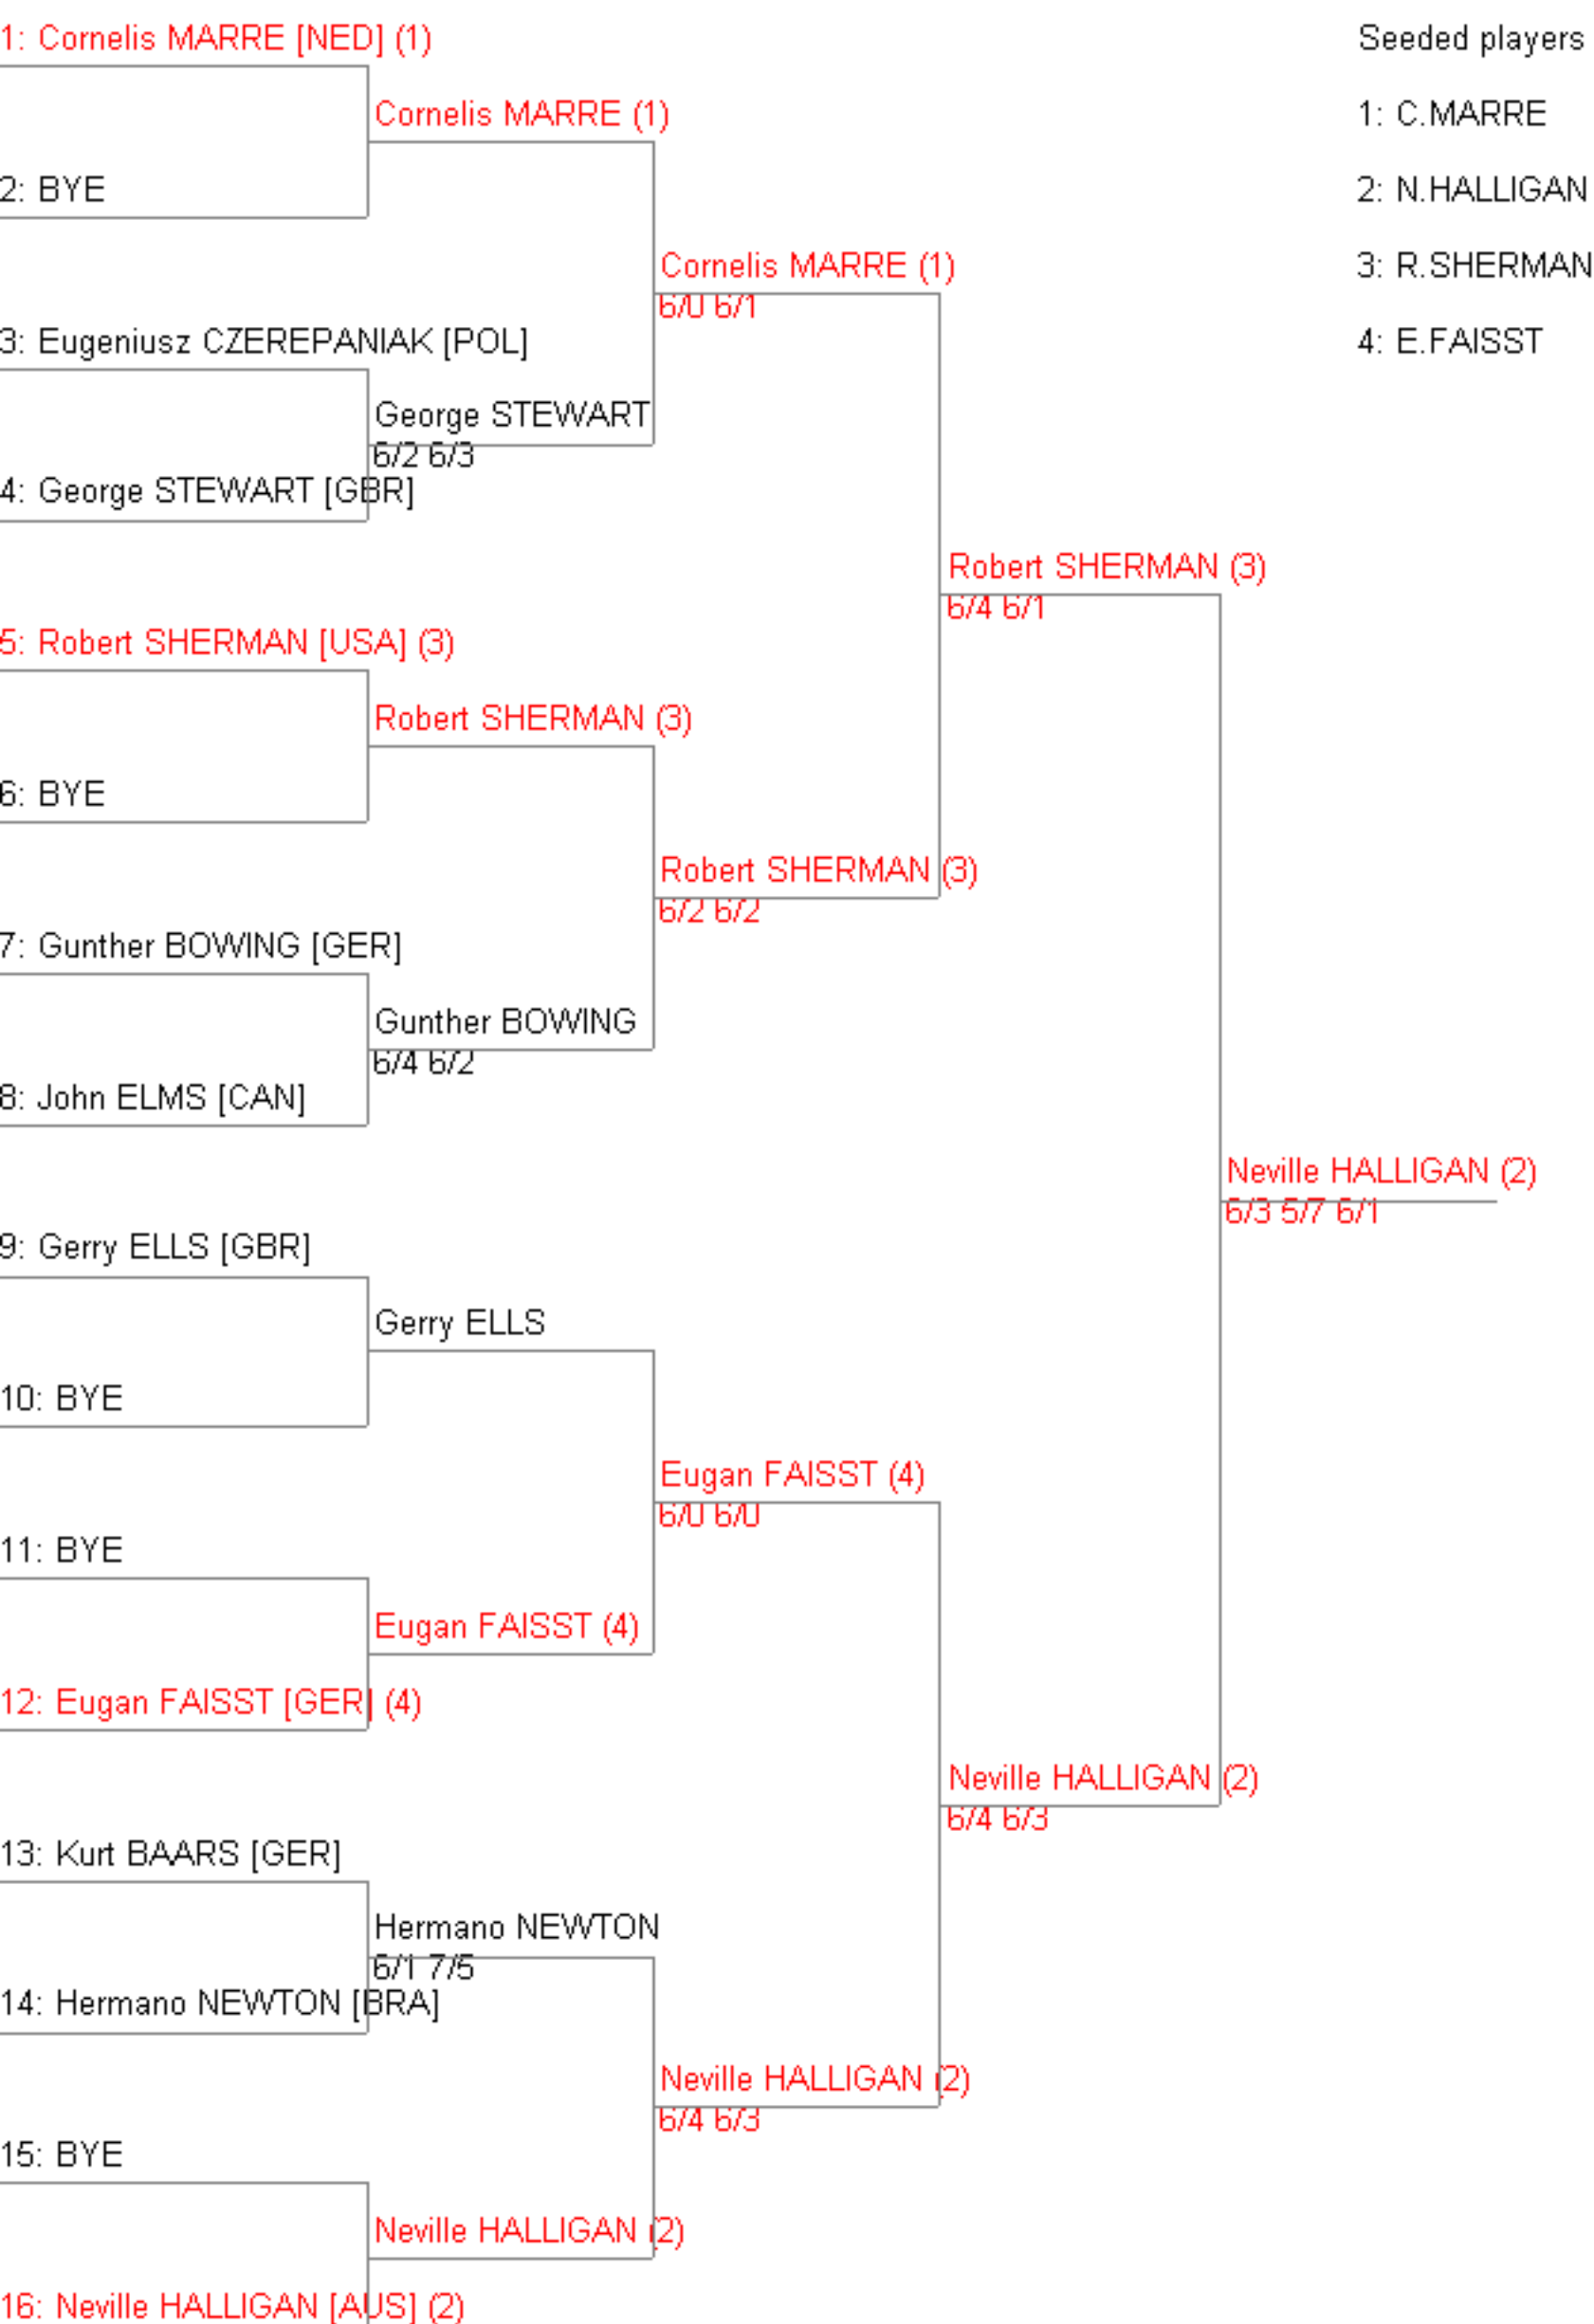 1: Cornelis MARRE [NED] (1)
Seeded players
Cornelis MARRE (1)
1: C.MARRE
2: BYE
2: N.HALLIGAN
Cornelis MARRE (1)
3: R.SHERMAN
6/0 6/1
3: Eugeniusz CZEREPANIAK [POL]
4: E.FAISST
George STEWART
6/2 6/3
4: George STEWART [GBR]
Robert SHERMAN (3)
6/4 6/1
5: Robert SHERMAN [USA] (3)
Robert SHERMAN (3)
6: BYE
Robert SHERMAN (3)
6/2 6/2
7: Gunther BOWING [GER]
Gunther BOWING
6/4 6/2
8: John ELMS [CAN]
Neville HALLIGAN (2)
6/3 5/7 6/1
9: Gerry ELLS [GBR]
Gerry ELLS
10: BYE
Eugan FAISST (4)
6/0 6/0
11: BYE
Eugan FAISST (4)
12: Eugan FAISST [GER] (4)
Neville HALLIGAN (2)
6/4 6/3
13: Kurt BAARS [GER]
Hermano NEWTON
6/1 7/5
14: Hermano NEWTON [BRA]
Neville HALLIGAN (2)
6/4 6/3
15: BYE
Neville HALLIGAN (2)
16: Neville HALLIGAN [AUS] (2)